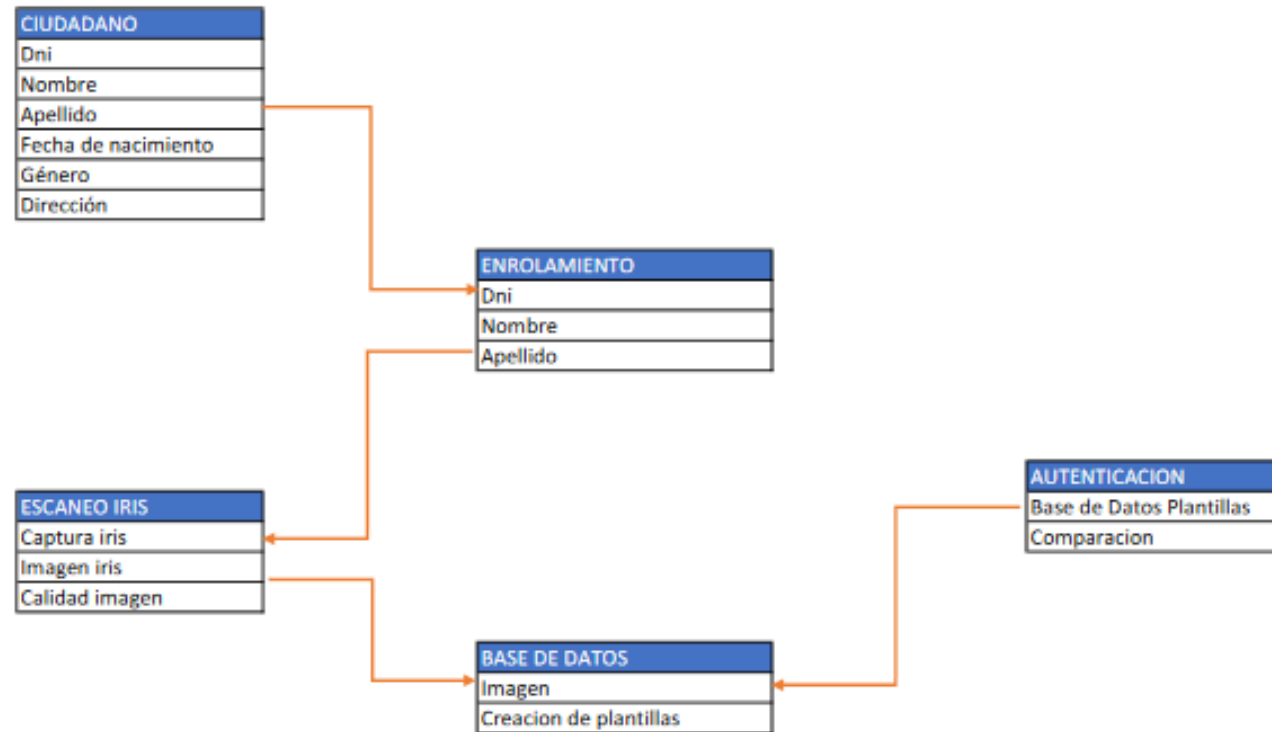 CIUDADANO
Dni
Nombre
Apellido
Fecha de nacimiento
Género
Dirección
ENROLAMIENTO
Dni
Nombre
Apellido
ESCANEO IRIS
Captura iris
Imagen iris
Calidad imagen
AUTENTICACION
Base de Datos Plantillas
Comparacion
BASE DE DATOS
Imagen
Creacion de plantillas